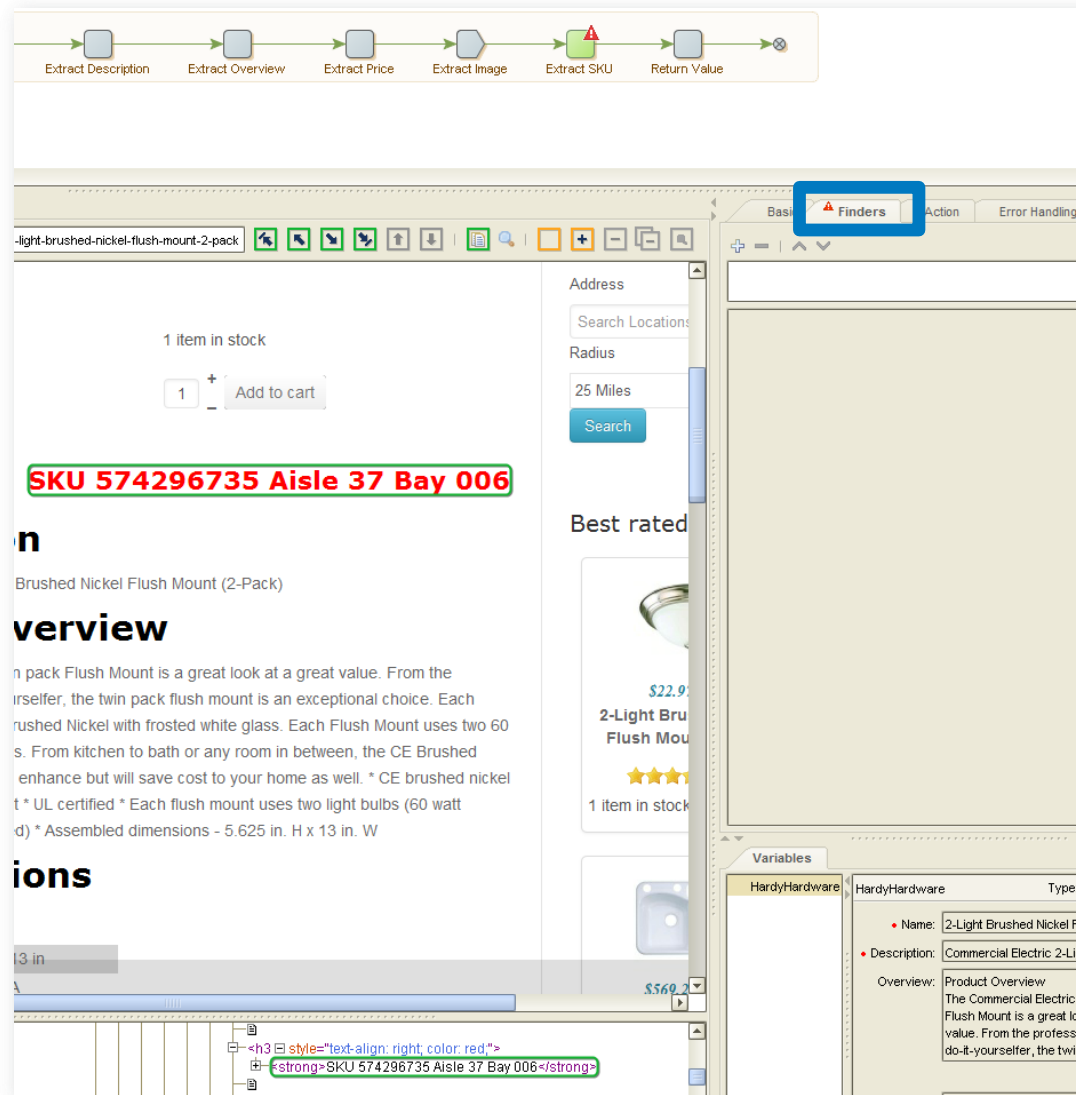 Extract Description Extract Overview Extract Price Extract Image Extract SKU Return Value
Basic Finders Action Error Handling
-light-brushed-nickel-flush-mount-2-pack
1 item in stock
1 + − Add to cart
SKU 574296735 Aisle 37 Bay 006
on
Brushed Nickel Flush Mount (2-Pack)
verview
n pack Flush Mount is a great look at a great value. From the
urselfer, the twin pack flush mount is an exceptional choice. Each
rushed Nickel with frosted white glass. Each Flush Mount uses two 60
s. From kitchen to bath or any room in between, the CE Brushed
enhance but will save cost to your home as well. * CE brushed nickel
t * UL certified * Each flush mount uses two light bulbs (60 watt
ed) * Assembled dimensions - 5.625 in. H x 13 in. W
ions
13 in
A
Address
Search Locations
Radius
25 Miles
Search
Best rated
$22.97
2-Light Bru
Flush Mou
1 item in stock
$569.2
<h3 style="text-align: right; color: red;">
<strong>SKU 574296735 Aisle 37 Bay 006</strong>
Variables
HardyHardware
HardyHardware Type
Name: 2-Light Brushed Nickel F
Description: Commercial Electric 2-Li
Overview: Product Overview
The Commercial Electric
Flush Mount is a great lo
value. From the profess
do-it-yourselfer, the twi